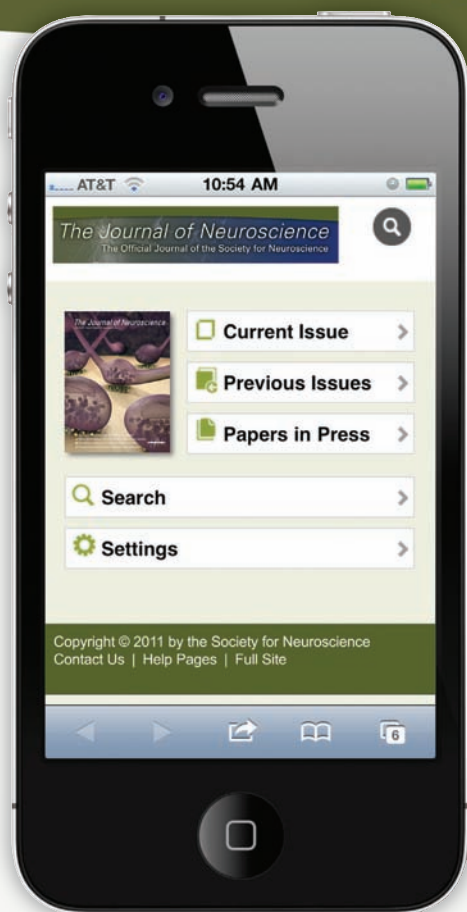 AT&T
10:54 AM
The Journal of Neuroscience
The Official Journal of the Society for Neuroscience
The Journal of Neuroscience
Current Issue
Previous Issues
Papers in Press
Search
Settings
Copyright © 2011 by the Society for Neuroscience
Contact Us | Help Pages | Full Site
6